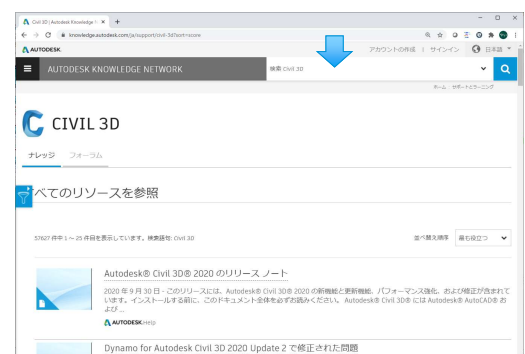 Civil 3D | Autodesk Knowledge N
knowledge.autodesk.com/ja/support/civil-3d?sort=score
AUTODESK.
アカウントの作成 | サインイン 日本語
AUTODESK KNOWLEDGE NETWORK
検索 Civil 3D
ホーム サポートとラーニング
CIVIL 3D
ナレッジ フォーラム
べてのリソースを参照
57627 件中 1 ~ 25 件目を表示しています。検索語句: Civil 3D
並べ替え順序 最も役立つ
Autodesk® Civil 3D® 2020 のリリース ノート
2020 年 9 月 30 日 - このリリースには、Autodesk® Civil 3D® 2020 の新機能と更新機能、パフォーマンス強化、および修正が含まれて
います。インストールする前に、このドキュメント全体を必ずお読みください。 Autodesk® Civil 3D® には Autodesk® AutoCAD® お
よび ...
AUTODESK.Help
Dynamo for Autodesk Civil 3D 2020 Update 2 で修正された問題